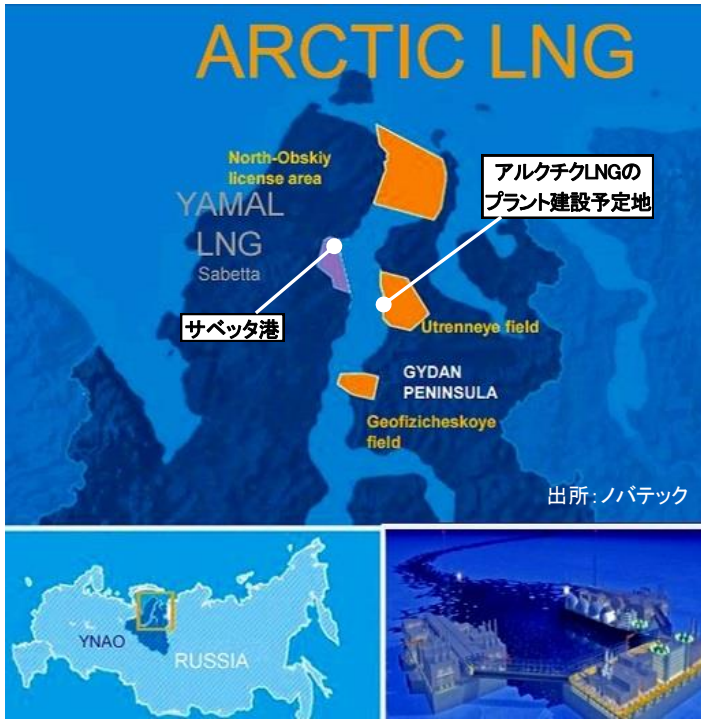 ARCTIC LNG
North-Obskiy
license area
アルクチクLNGの
プラント建設予定地
YAMAL
LNG
Sabetta
サベッタ港
Utrenneye field
GYDAN
PENINSULA
Geofizicheskoye
field
出所：ノバテック
YNAO
RUSSIA